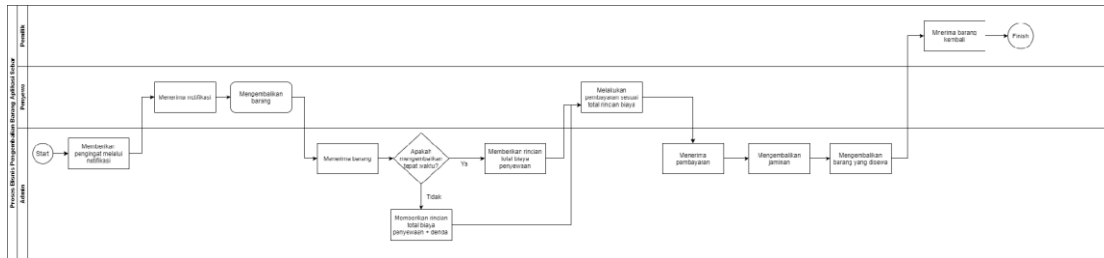 Proses Bisnis Pengembalian Barang Aplikasi Sebar
Pemilik
Penyewa
Admin
Start
Memberikan
pengingat melalui
notifikasi
Menerima notifikasi
Mengembalikan
barang
Menerima barang
Apakah
mengembalikan
tepat waktu?
Ya
Tidak
Memberikan rincian
total biaya
penyewaan
Memberikan rincian
total biaya
penyewaan + denda
Melakukan
pembayaran sesuai
total rincian biaya
Menerima
pembayaran
Mengembalikan
jaminan
Mengembalikan
barang yang disewa
Mnerima barang
kembali
Finish